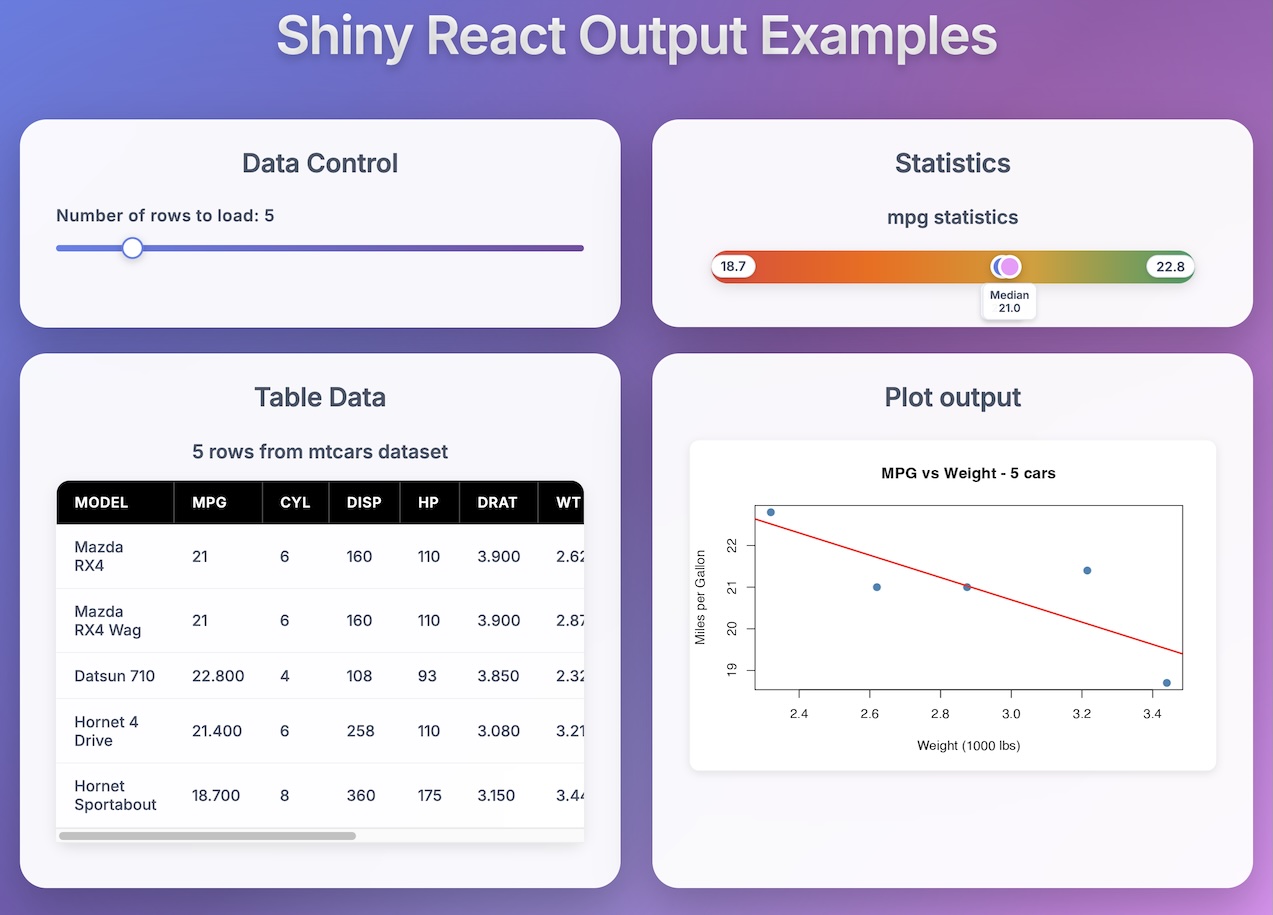 Shiny React Output Examples
Data Control
Number of rows to load: 5
Statistics
mpg statistics
18.7
22.8
Median
21.0
Table Data
5 rows from mtcars dataset
MODEL MPG CYL DISP HP DRAT WT
Mazda
RX4
21 6 160 110 3.900 2.62
Mazda
RX4 Wag
21 6 160 110 3.900 2.87
Datsun 710 22.800 4 108 93 3.850 2.32
Hornet 4
Drive
21.400 6 258 110 3.080 3.21
Hornet
Sportabout
18.700 8 360 175 3.150 3.44
Plot output
MPG vs Weight - 5 cars
Miles per Gallon
22
21
20
19
2.4 2.6 2.8 3.0 3.2 3.4
Weight (1000 lbs)